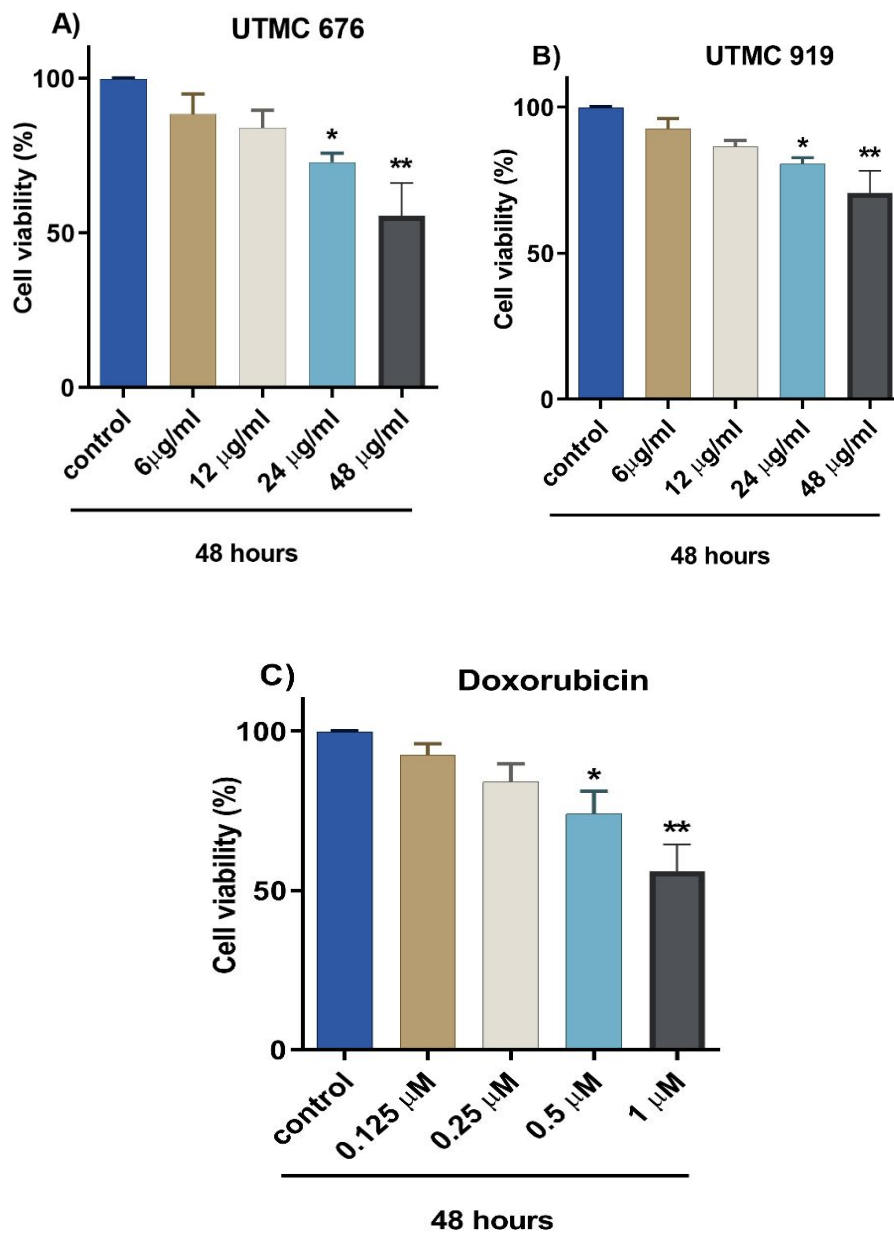 A)
UTMC 676
Cell viability (%)
100
50
0
*
**
control
6μg/ml
12 μg/ml
24 μg/ml
48 μg/ml
48 hours
B)
UTMC 919
Cell viability (%)
100
50
0
*
**
control
6μg/ml
12 μg/ml
24 μg/ml
48 μg/ml
48 hours
C)
Doxorubicin
Cell viability (%)
100
50
0
*
**
control
0.125 μM
0.25 μM
0.5 μM
1 μM
48 hours